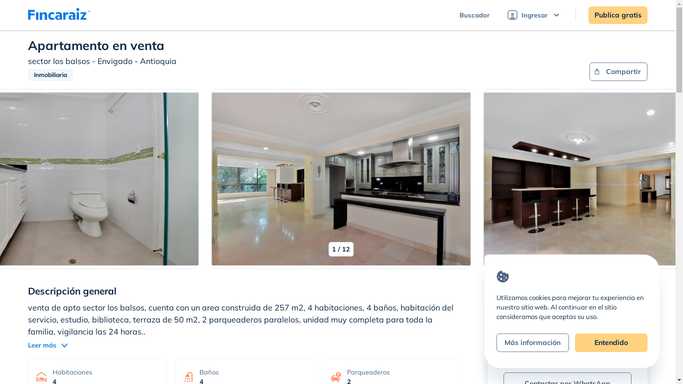 Fincaraiz
Buscador
Ingresar
Publica gratis
Apartamento en venta
sector los balsos - Envigado - Antioquia
Inmobiliaria
Compartir
1 / 12
Descripción general
venta de apto sector los balsos, cuenta con un area construida de 257 m2, 4 habitaciones, 4 baños, habitación del
servicio, estudio, biblioteca, terraza de 50 m2, 2 parqueaderos paralelos, unidad muy completa para toda la
familia, vigilancia las 24 horas..
Leer más
Habitaciones
4
Baños
4
Parqueaderos
2
Utilizamos cookies para mejorar tu experiencia en
nuestro sitio web. Al continuar en el sitio
consideramos que aceptas su uso.
Más información
Entendido
Contactar por WhatsApp